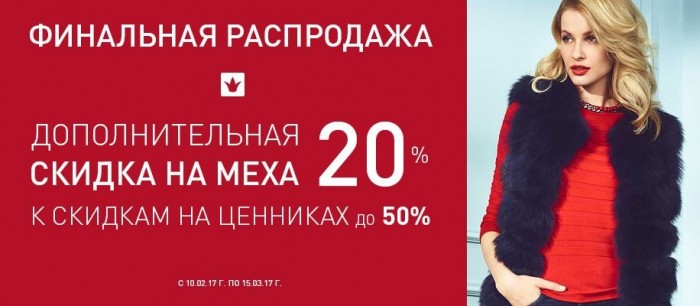 ФИНАЛЬНАЯ РАСПРОДАЖА
ДОПОЛНИТЕЛЬНАЯ
СКИДКА НА МЕХА 20%
К СКИДКАМ НА ЦЕННИКАХ до 50%
С 10.02.17 Г. ПО 15.03.17 Г.